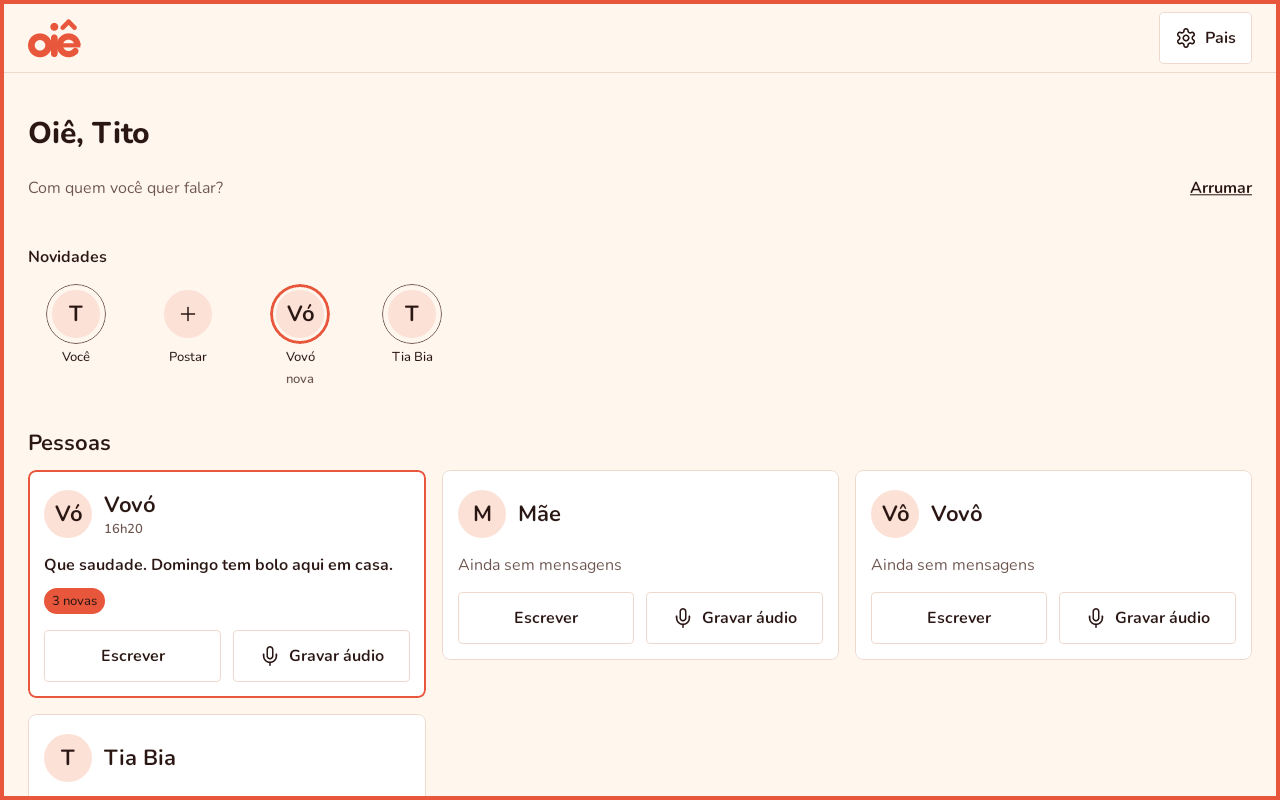 oiê
Pais
Oiê, Tito
Com quem você quer falar?
Arrumar
Novidades
T
Você
Postar
Vó
Vovó
nova
T
Tia Bia
Pessoas
Vó
Vovó
16h20
Que saudade. Domingo tem bolo aqui em casa.
3 novas
Escrever
Gravar áudio
M
Mãe
Ainda sem mensagens
Escrever
Gravar áudio
Vô
Vovô
Ainda sem mensagens
Escrever
Gravar áudio
T
Tia Bia